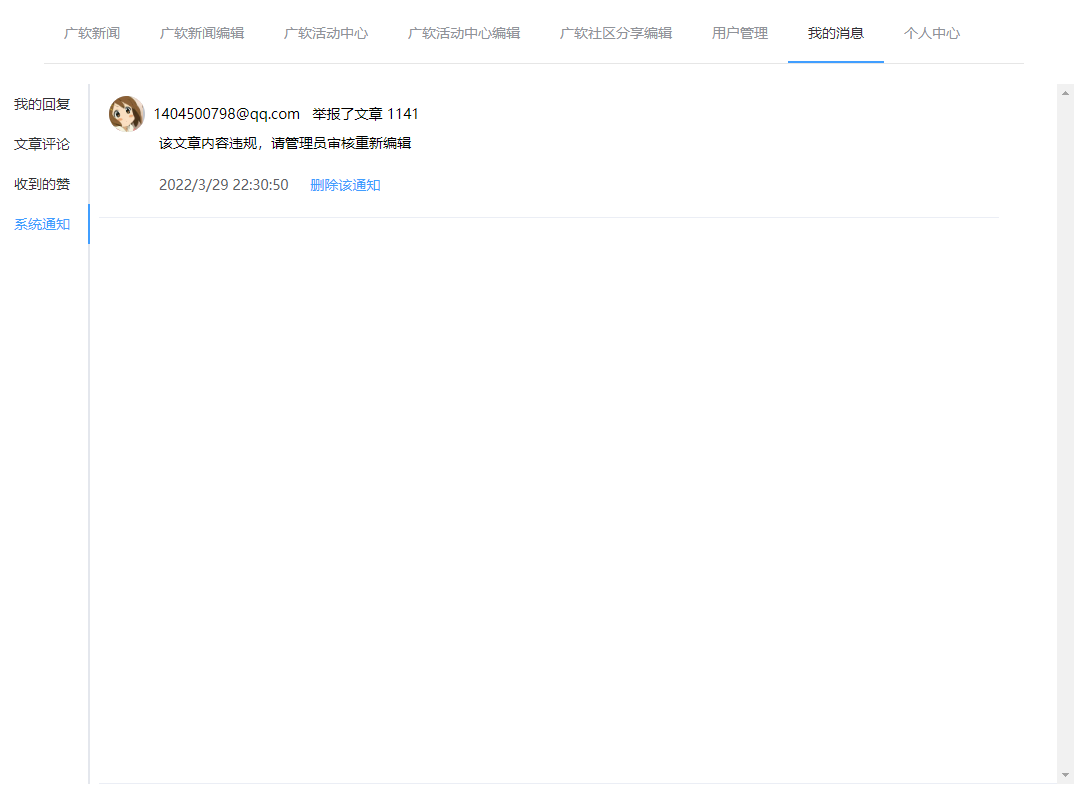 广软新闻 广软新闻编辑 广软活动中心 广软活动中心编辑 广软社区分享编辑 用户管理 我的消息 个人中心
我的回复
文章评论
收到的赞
系统通知
1404500798@qq.com 举报了文章 1141
该文章内容违规，请管理员审核重新编辑
2022/3/29 22:30:50 删除该通知